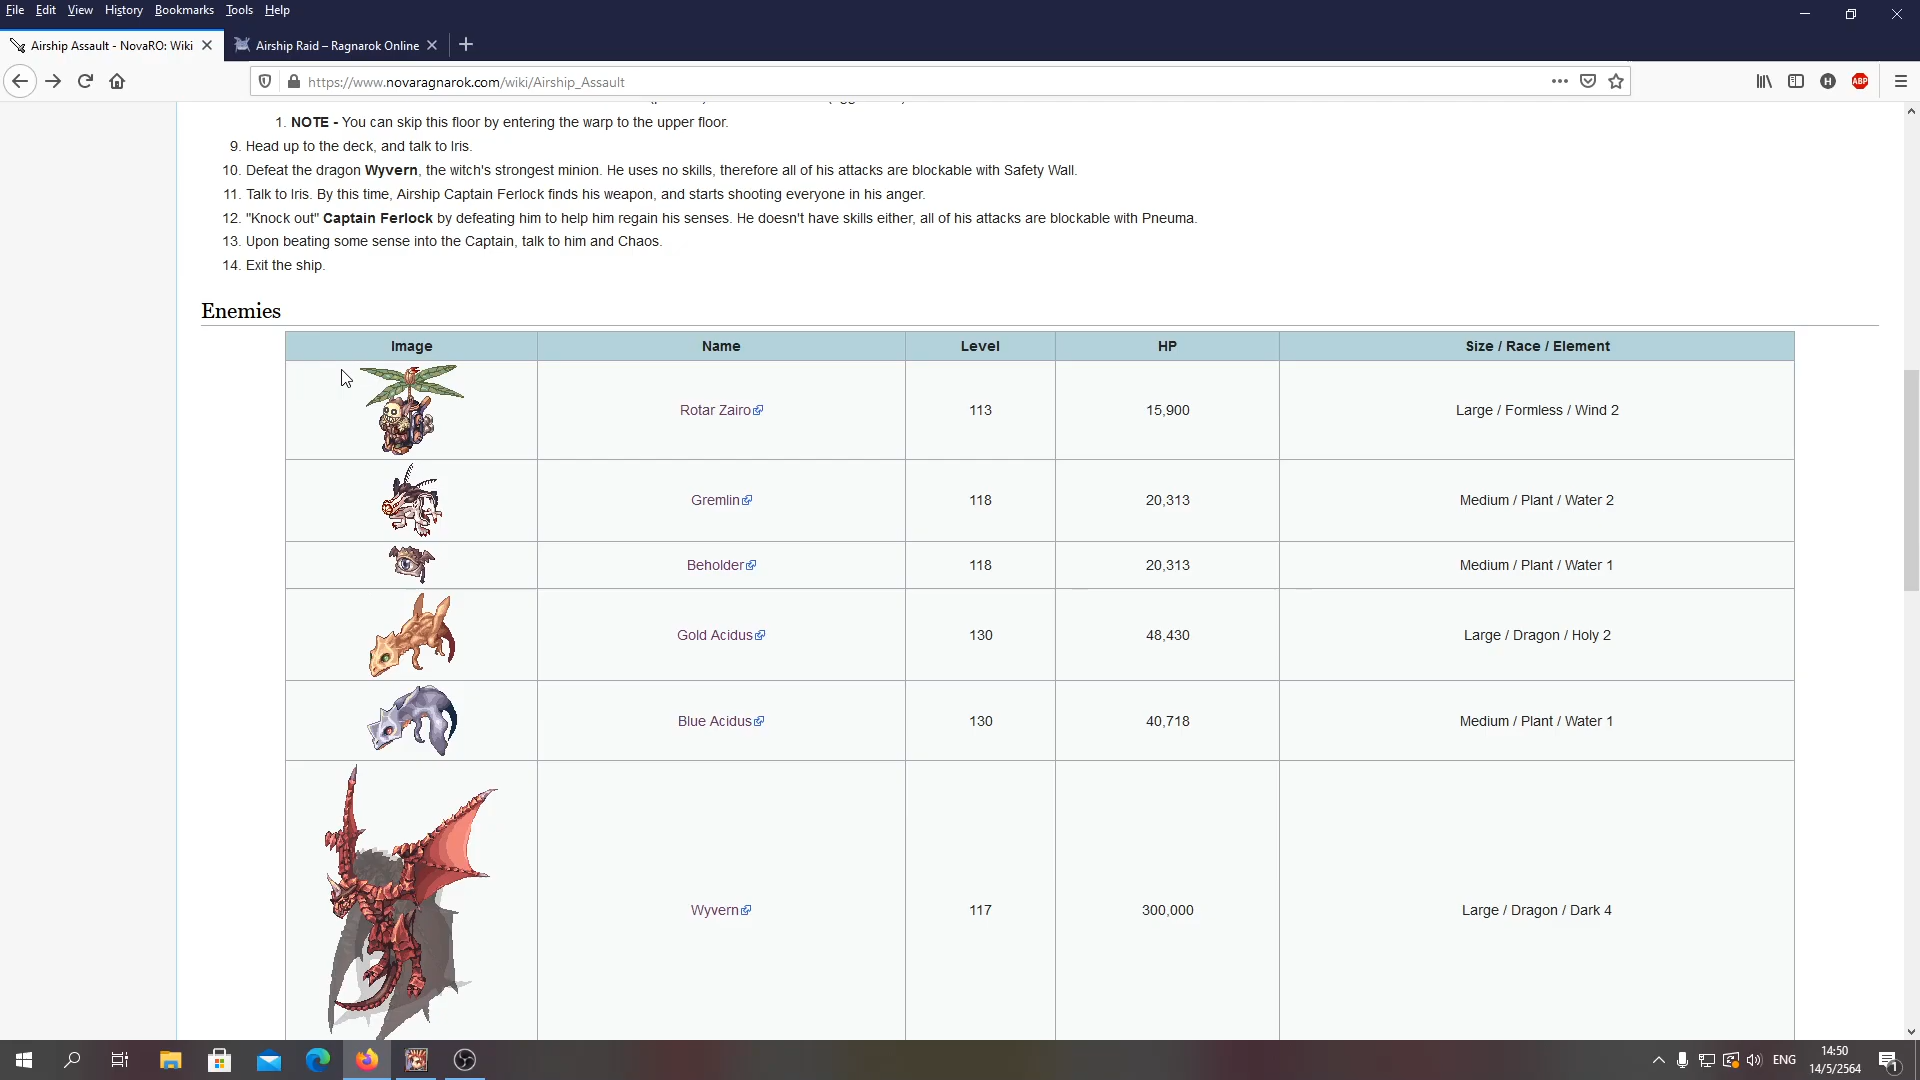 File Edit View History Bookmarks Tools Help
Airship Assault - NovaRO: Wiki
Airship Raid – Ragnarok Online
https://www.novaragnarok.com/wiki/Airship_Assault
H ABP
1. NOTE - You can skip this floor by entering the warp to the upper floor.
9. Head up to the deck, and talk to Iris.
10. Defeat the dragon Wyvern, the witch's strongest minion. He uses no skills, therefore all of his attacks are blockable with Safety Wall.
11. Talk to Iris. By this time, Airship Captain Ferlock finds his weapon, and starts shooting everyone in his anger.
12. "Knock out" Captain Ferlock by defeating him to help him regain his senses. He doesn't have skills either, all of his attacks are blockable with Pneuma.
13. Upon beating some sense into the Captain, talk to him and Chaos.
14. Exit the ship.
Enemies
Image Name Level HP Size / Race / Element
Rotar Zairo 113 15,900 Large / Formless / Wind 2
Gremlin 118 20,313 Medium / Plant / Water 2
Beholder 118 20,313 Medium / Plant / Water 1
Gold Acidus 130 48,430 Large / Dragon / Holy 2
Blue Acidus 130 40,718 Medium / Plant / Water 1
Wyvern 117 300,000 Large / Dragon / Dark 4
ENG
14:50
14/5/2564
1